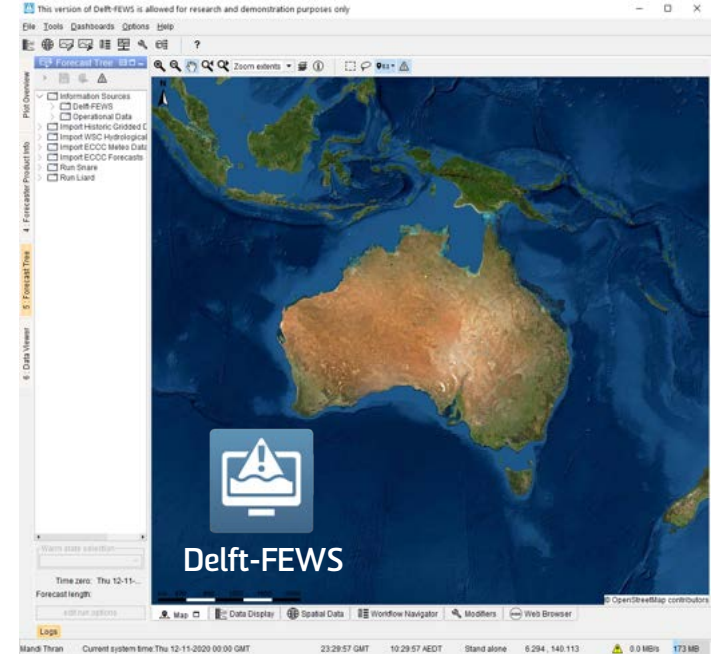 This version of Delft-FEWS is allowed for research and demonstration purposes only
File Tools Dashboards Options Help
?
Forecast Tree
Zoom extents
Plot Overview
4 : Forecaster Product Info
5 : Forecast Tree
6 : Data Viewer
Information Sources
Delft-FEWS
Operational Data
Import Historic Gridded D
Import WSC Hydrological
Import ECCC Meteo Data
Import ECCC Forecasts
Run Snare
Run Liard
N
Delft-FEWS
Warm state selection
Time zero: Thu 12-11-...
Forecast length:
edit run options
© OpenStreetMap contributors
Map Data Display Spatial Data Workflow Navigator Modifiers Web Browser
Logs
Mandi Thran Current system time:Thu 12-11-2020 00:00 GMT 23:29:57 GMT 10:29:57 AEDT Stand alone 6.294 , 140.113 0.0 MB/s 173 MB